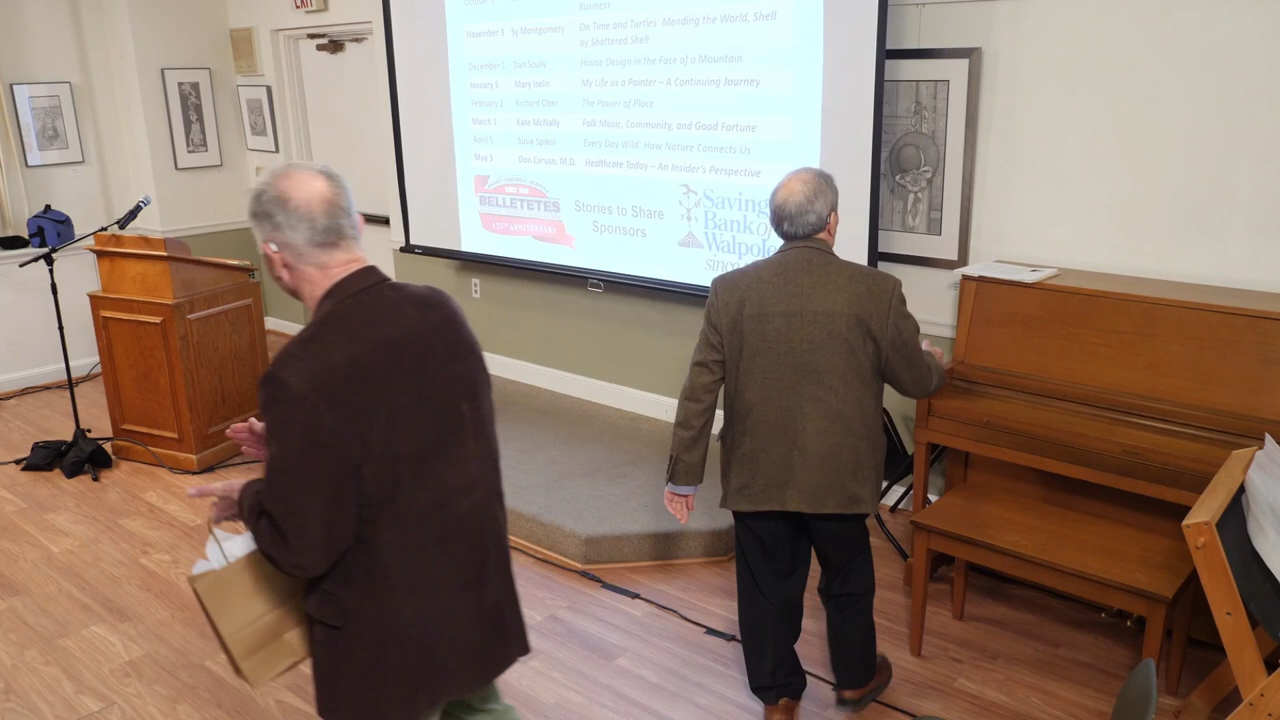 EXIT
October
Business
November 3 Sy Montgomery On Time and Turtles: Mending the World, Shell
by Shattered Shell
December 1 Dan Scully House Design in the Face of a Mountain
January 5 Mary Iselin My Life as a Painter – A Continuing Journey
February 2 Richard Ober The Power of Place
March 1 Kate McNally Folk Music, Community, and Good Fortune
April 5 Susie Spikol Every Day Wild: How Nature Connects Us
May 3 Don Caruso, M.D. Healthcare Today – An Insider's Perspective
BELLETETES
125TH ANNIVERSARY
Stories to Share
Sponsors
Savings
Bank of
Walpole
since